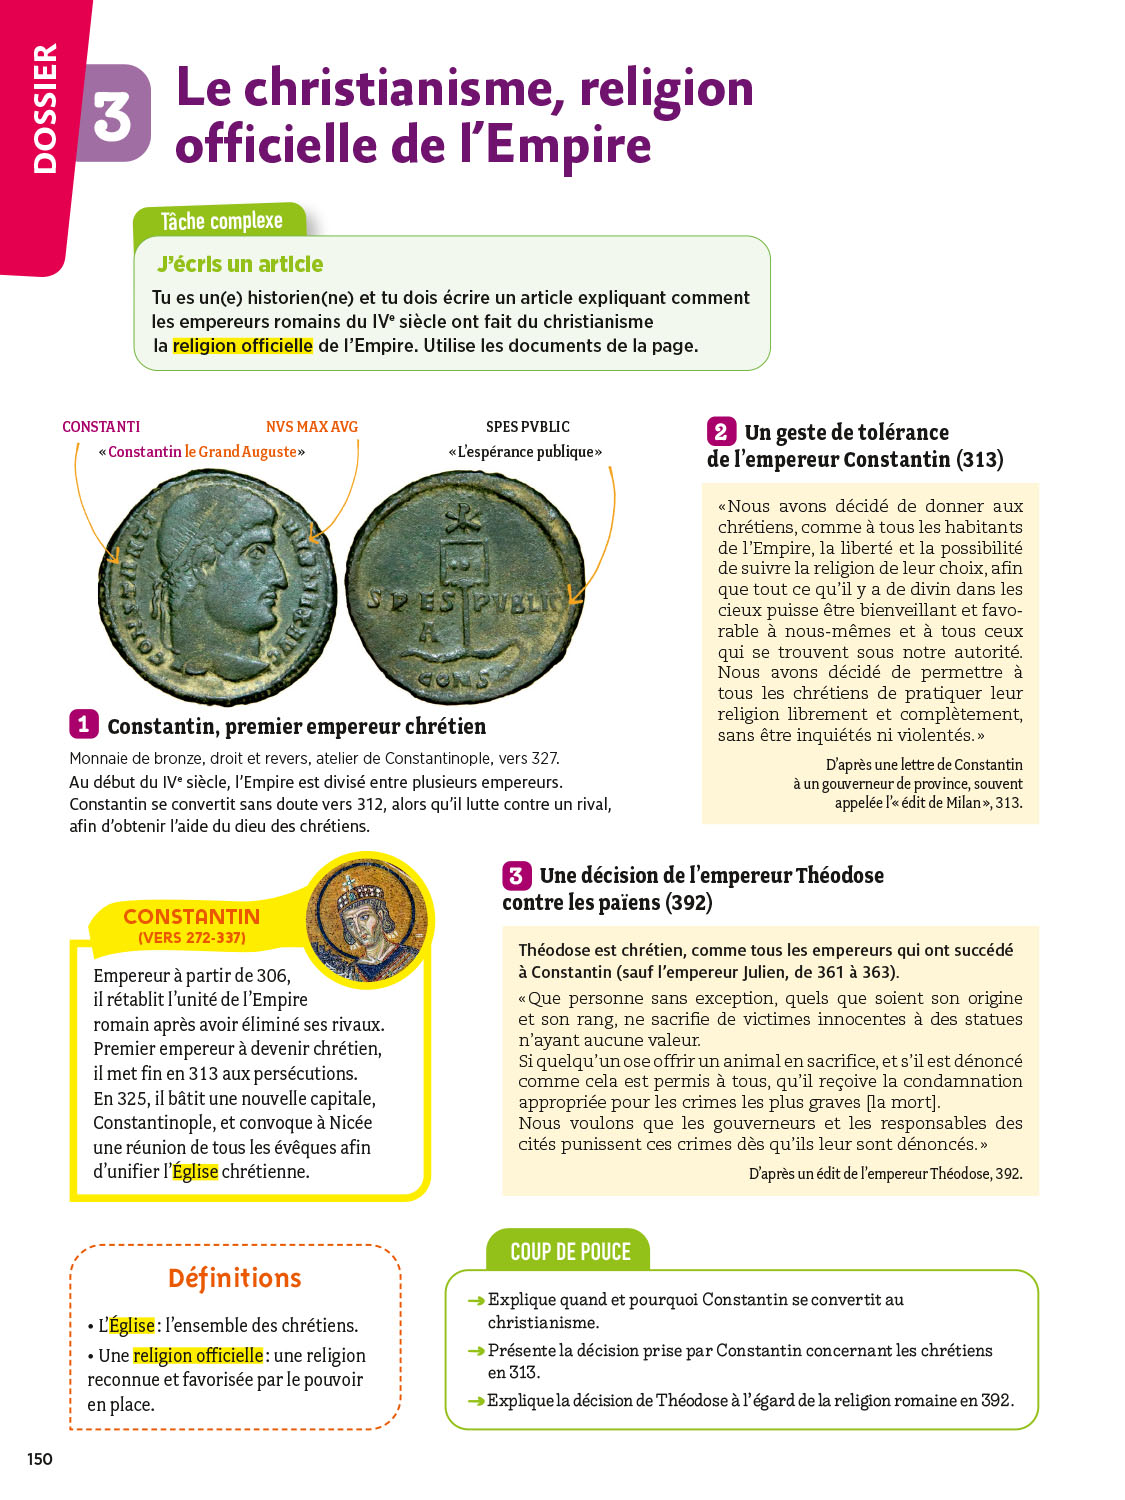 DOSSIER
3
Le christianisme, religion
officielle de l'Empire
Tâche complexe
J'écris un article
Tu es un(e) historien(ne) et tu dois écrire un article expliquant comment
les empereurs romains du IVe siècle ont fait du christianisme
la religion officielle de l'Empire. Utilise les documents de la page.
CONSTANTI NVS MAX AVG
« Constantin le Grand Auguste »
SPES PVBLIC
« L'espérance publique »
CONSTANTI NVS MAX AVG
SPES PVBLIC
A
CONS
1 Constantin, premier empereur chrétien
Monnaie de bronze, droit et revers, atelier de Constantinople, vers 327.
Au début du IVe siècle, l'Empire est divisé entre plusieurs empereurs.
Constantin se convertit sans doute vers 312, alors qu'il lutte contre un rival,
afin d'obtenir l'aide du dieu des chrétiens.
2 Un geste de tolérance
de l'empereur Constantin (313)
« Nous avons décidé de donner aux
chrétiens, comme à tous les habitants
de l'Empire, la liberté et la possibilité
de suivre la religion de leur choix, afin
que tout ce qu'il y a de divin dans les
cieux puisse être bienveillant et favo-
rable à nous-mêmes et à tous ceux
qui se trouvent sous notre autorité.
Nous avons décidé de permettre à
tous les chrétiens de pratiquer leur
religion librement et complètement,
sans être inquiétés ni violentés. »
D'après une lettre de Constantin
à un gouverneur de province, souvent
appelée l'« édit de Milan », 313.
CONSTANTIN
(VERS 272-337)
Empereur à partir de 306,
il rétablit l'unité de l'Empire
romain après avoir éliminé ses rivaux.
Premier empereur à devenir chrétien,
il met fin en 313 aux persécutions.
En 325, il bâtit une nouvelle capitale,
Constantinople, et convoque à Nicée
une réunion de tous les évêques afin
d'unifier l'Église chrétienne.
3 Une décision de l'empereur Théodose
contre les païens (392)
Théodose est chrétien, comme tous les empereurs qui ont succédé
à Constantin (sauf l'empereur Julien, de 361 à 363).
« Que personne sans exception, quels que soient son origine
et son rang, ne sacrifie de victimes innocentes à des statues
n'ayant aucune valeur.
Si quelqu'un ose offrir un animal en sacrifice, et s'il est dénoncé
comme cela est permis à tous, qu'il reçoive la condamnation
appropriée pour les crimes les plus graves [la mort].
Nous voulons que les gouverneurs et les responsables des
cités punissent ces crimes dès qu'ils leur sont dénoncés. »
D'après un édit de l'empereur Théodose, 392.
Définitions
• L'Église : l'ensemble des chrétiens.
• Une religion officielle : une religion
reconnue et favorisée par le pouvoir
en place.
COUP DE POUCE
➔ Explique quand et pourquoi Constantin se convertit au
christianisme.
➔ Présente la décision prise par Constantin concernant les chrétiens
en 313.
➔ Explique la décision de Théodose à l'égard de la religion romaine en 392.
150